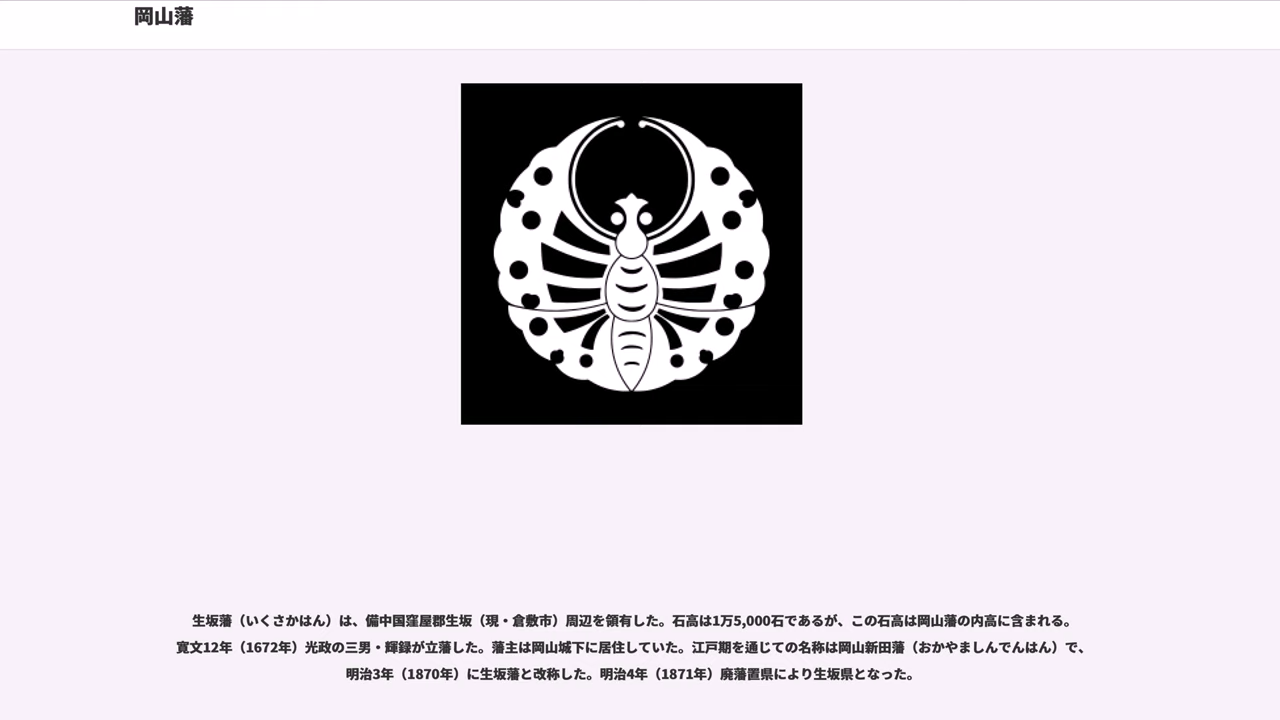 岡山藩
生坂藩（いくさかはん）は、備中国窪屋郡生坂（現・倉敷市）周辺を領有した。石高は1万5,000石であるが、この石高は岡山藩の内高に含まれる。
寛文12年（1672年）光政の三男・輝録が立藩した。藩主は岡山城下に居住していた。江戸期を通じての名称は岡山新田藩（おかやましんでんはん）で、
明治3年（1870年）に生坂藩と改称した。明治4年（1871年）廃藩置県により生坂県となった。